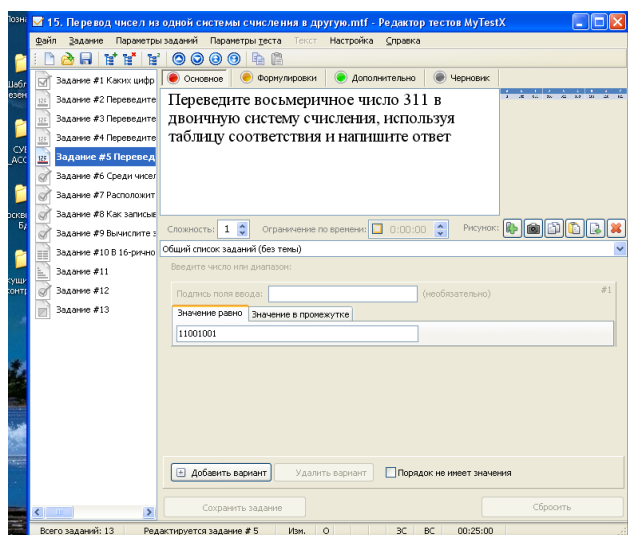 15. Перевод чисел из одной системы счисления в другую.mtf - Редактор тестов MyTestX
Файл Задание Параметры заданий Параметры теста Текст Настройка Справка
Задание #1 Каких цифр
Задание #2 Переведите
Задание #3 Переведите
Задание #4 Переведите
Задание #5 Перевед
Задание #6 Среди чисел
Задание #7 Расположит
Задание #8 Как записые
Задание #9 Вычислите з
Задание #10 В 16-рично
Задание #11
Задание #12
Задание #13
Основное Формулировки Дополнительно Черновик
Переведите восьмеричное число 311 в
двоичную систему счисления, используя
таблицу соответствия и напишите ответ
Сложность: 1 Ограничение по времени: 0:00:00 Рисунок:
Общий список заданий (без темы)
Введите число или диапазон:
Подпись поля ввода: (необязательно) #1
Значение равно Значение в промежутке
11001001
Добавить вариант Удалить вариант Порядок не имеет значения
Сохранить задание Сбросить
Всего заданий: 13 Редактируется задание # 5 Изм. О ЗС ВС 00:25:00